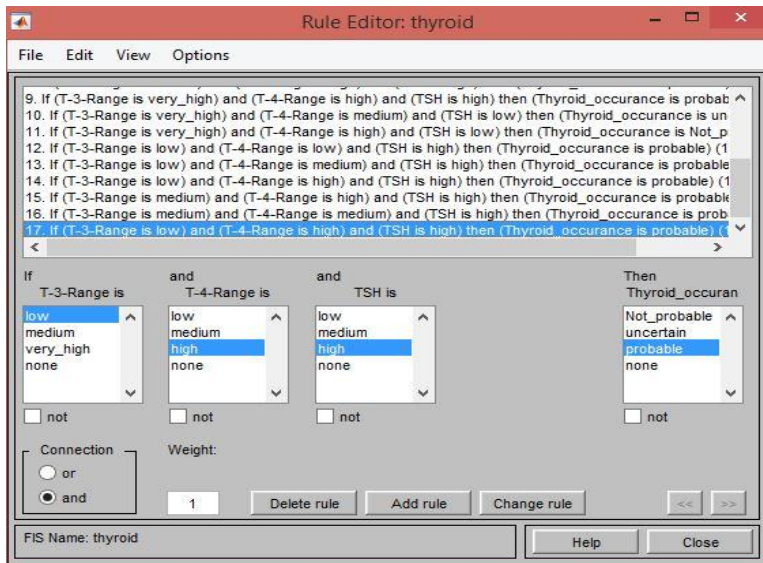 Rule Editor: thyroid
File Edit View Options
9. If (T-3-Range is very_high) and (T-4-Range is high) and (TSH is high) then (Thyroid_occurance is probab
10. If (T-3-Range is very_high) and (T-4-Range is medium) and (TSH is low) then (Thyroid_occurance is un
11. If (T-3-Range is very_high) and (T-4-Range is high) and (TSH is low) then (Thyroid_occurance is Not_p
12. If (T-3-Range is low) and (T-4-Range is low) and (TSH is high) then (Thyroid_occurance is probable) (1
13. If (T-3-Range is low) and (T-4-Range is medium) and (TSH is high) then (Thyroid_occurance is probable
14. If (T-3-Range is low) and (T-4-Range is high) and (TSH is high) then (Thyroid_occurance is probable) (1
15. If (T-3-Range is medium) and (T-4-Range is high) and (TSH is high) then (Thyroid_occurance is probable
16. If (T-3-Range is medium) and (T-4-Range is medium) and (TSH is high) then (Thyroid_occurance is prob
17. If (T-3-Range is low) and (T-4-Range is high) and (TSH is high) then (Thyroid_occurance is probable) (1
If and and Then
T-3-Range is T-4-Range is TSH is Thyroid_occuran
low low low Not_probable
medium medium medium uncertain
very_high high high probable
none none none none
not not not not
Connection Weight:
or
and 1 Delete rule Add rule Change rule << >>
FIS Name: thyroid Help Close